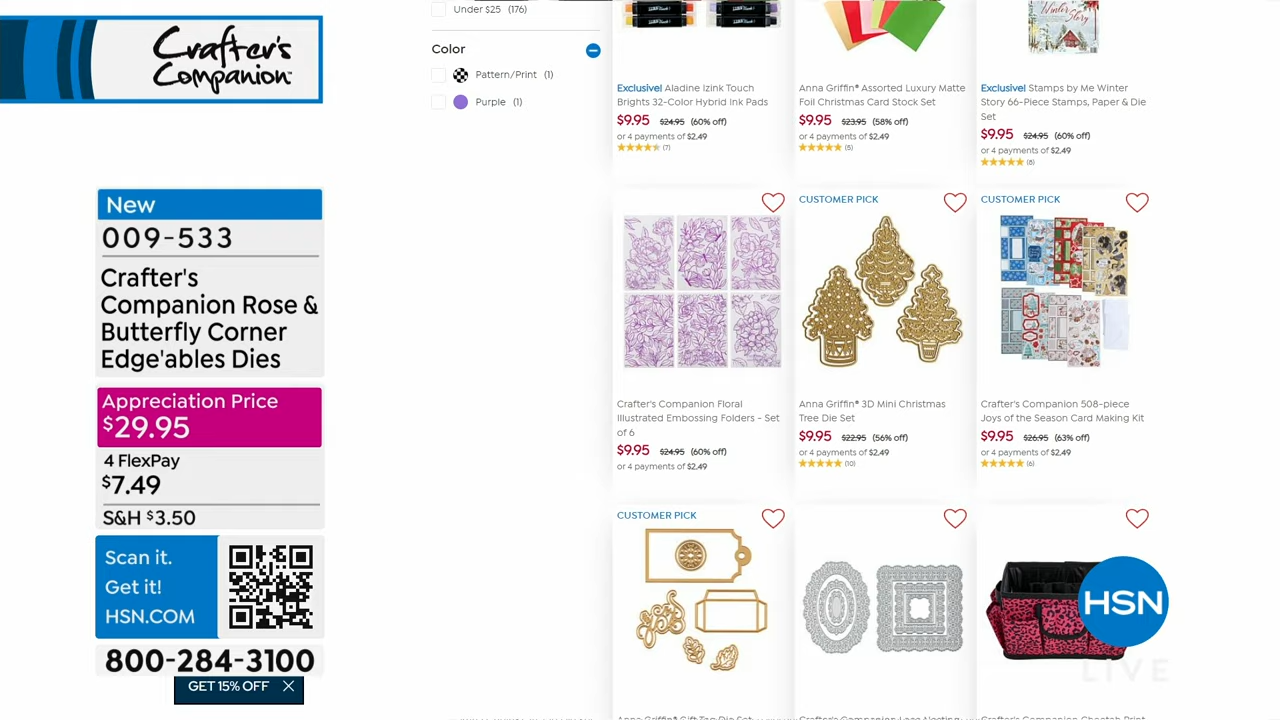 Crafter's
Companion
New
009-533
Crafter's
Companion Rose &
Butterfly Corner
Edge'ables Dies
Appreciation Price
$29.95
4 FlexPay
$7.49
S&H $3.50
Scan it.
Get it!
HSN.COM
800-284-3100
GET 15% OFF
Under $25 (176)
Color
Pattern/Print (1)
Purple (1)
Exclusive! Aladine Izink Touch
Brights 32-Color Hybrid Ink Pads
$9.95 $24.95 (60% off)
or 4 payments of $2.49
(7)
Anna Griffin® Assorted Luxury Matte
Foil Christmas Card Stock Set
$9.95 $23.95 (58% off)
or 4 payments of $2.49
(5)
Winter
Story
Exclusive! Stamps by Me Winter
Story 66-Piece Stamps, Paper & Die
Set
$9.95 $24.95 (60% off)
or 4 payments of $2.49
(8)
Crafter's Companion Floral
Illustrated Embossing Folders - Set
of 6
$9.95 $24.95 (60% off)
or 4 payments of $2.49
CUSTOMER PICK
Anna Griffin® 3D Mini Christmas
Tree Die Set
$9.95 $22.95 (56% off)
or 4 payments of $2.49
(10)
CUSTOMER PICK
Crafter's Companion 508-piece
Joys of the Season Card Making Kit
$9.95 $26.95 (63% off)
or 4 payments of $2.49
(6)
CUSTOMER PICK
HSN
LIVE